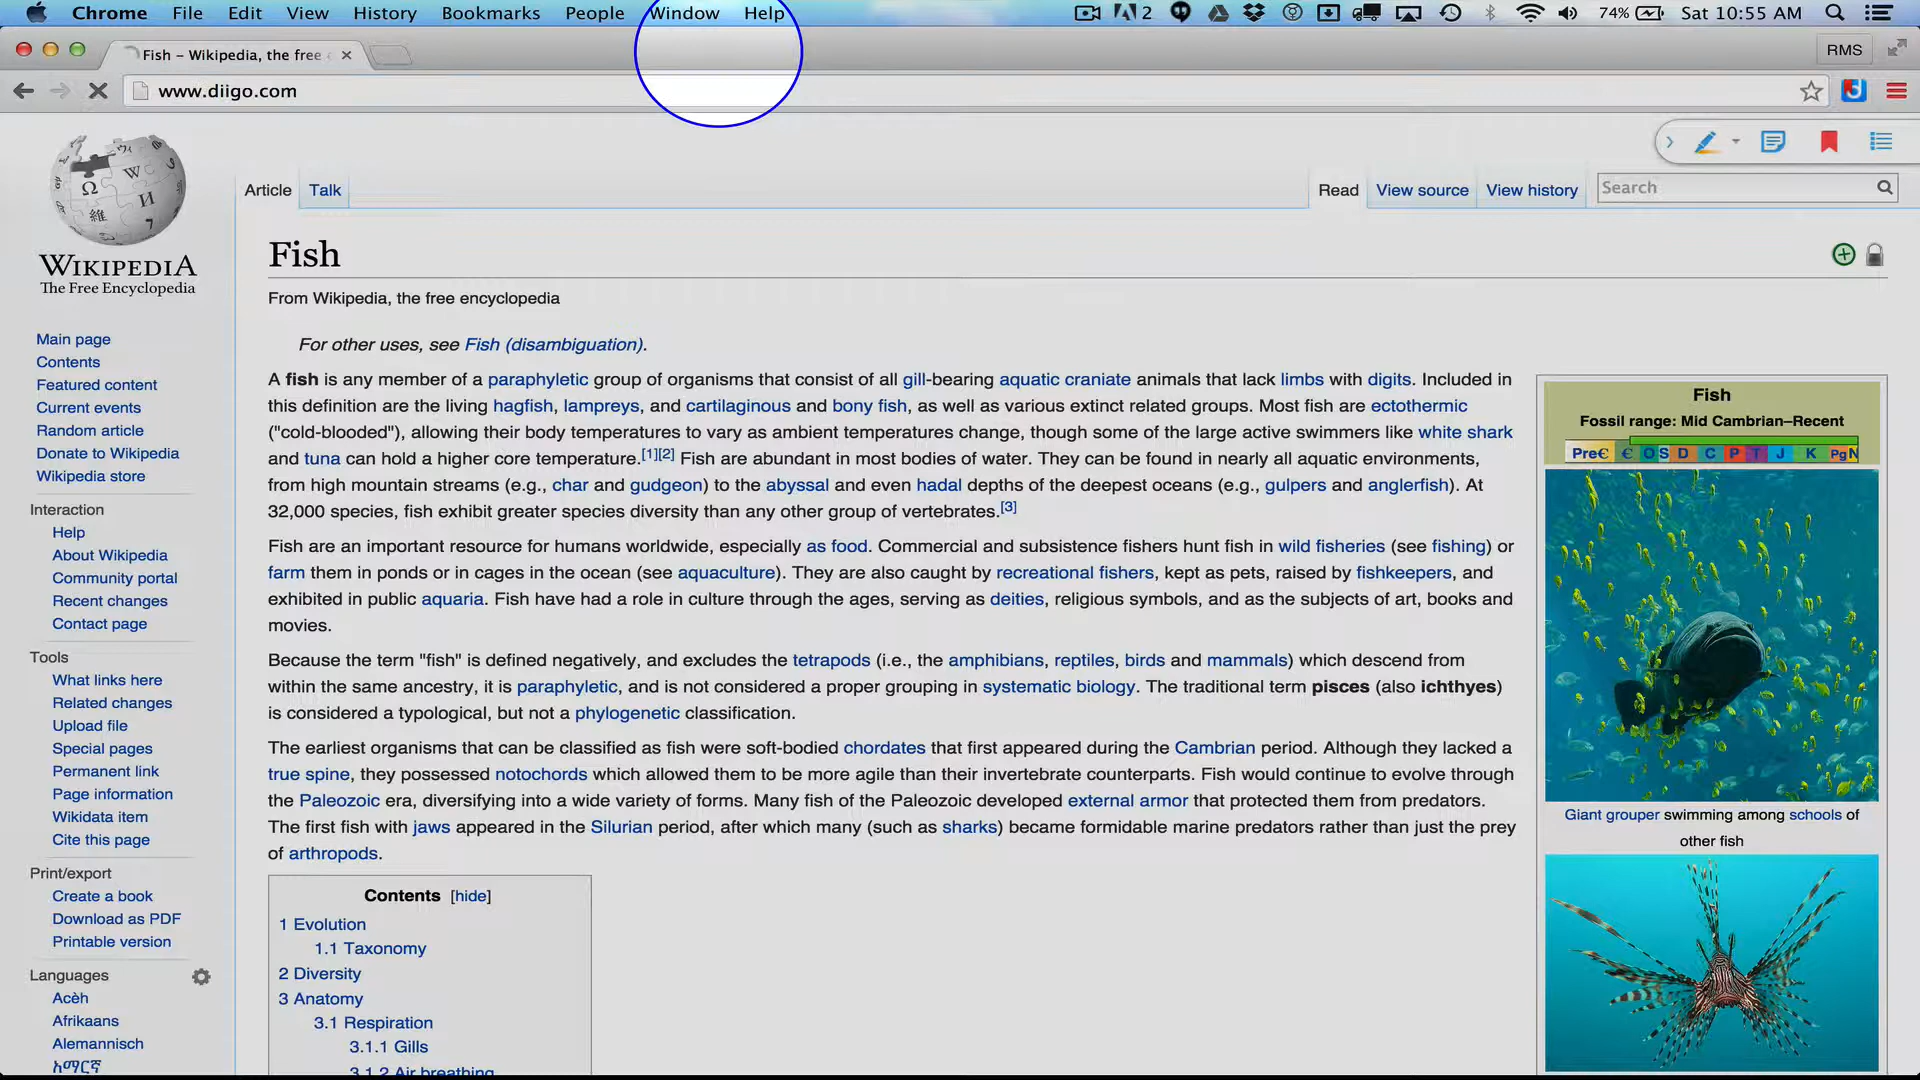 Chrome File Edit View History Bookmarks People Window Help 2 74% Sat 10:55 AM
Fish – Wikipedia, the free RMS
www.diigo.com
Article Talk Read View source View history Search
WIKIPEDIA
The Free Encyclopedia
Main page
Contents
Featured content
Current events
Random article
Donate to Wikipedia
Wikipedia store
Interaction
Help
About Wikipedia
Community portal
Recent changes
Contact page
Tools
What links here
Related changes
Upload file
Special pages
Permanent link
Page information
Wikidata item
Cite this page
Print/export
Create a book
Download as PDF
Printable version
Languages
Acèh
Afrikaans
Alemannisch
አማርኛ
Fish
From Wikipedia, the free encyclopedia
For other uses, see Fish (disambiguation).
A fish is any member of a paraphyletic group of organisms that consist of all gill-bearing aquatic craniate animals that lack limbs with digits. Included in
this definition are the living hagfish, lampreys, and cartilaginous and bony fish, as well as various extinct related groups. Most fish are ectothermic
("cold-blooded"), allowing their body temperatures to vary as ambient temperatures change, though some of the large active swimmers like white shark
and tuna can hold a higher core temperature.[1][2] Fish are abundant in most bodies of water. They can be found in nearly all aquatic environments,
from high mountain streams (e.g., char and gudgeon) to the abyssal and even hadal depths of the deepest oceans (e.g., gulpers and anglerfish). At
32,000 species, fish exhibit greater species diversity than any other group of vertebrates.[3]
Fish are an important resource for humans worldwide, especially as food. Commercial and subsistence fishers hunt fish in wild fisheries (see fishing) or
farm them in ponds or in cages in the ocean (see aquaculture). They are also caught by recreational fishers, kept as pets, raised by fishkeepers, and
exhibited in public aquaria. Fish have had a role in culture through the ages, serving as deities, religious symbols, and as the subjects of art, books and
movies.
Because the term "fish" is defined negatively, and excludes the tetrapods (i.e., the amphibians, reptiles, birds and mammals) which descend from
within the same ancestry, it is paraphyletic, and is not considered a proper grouping in systematic biology. The traditional term pisces (also ichthyes)
is considered a typological, but not a phylogenetic classification.
The earliest organisms that can be classified as fish were soft-bodied chordates that first appeared during the Cambrian period. Although they lacked a
true spine, they possessed notochords which allowed them to be more agile than their invertebrate counterparts. Fish would continue to evolve through
the Paleozoic era, diversifying into a wide variety of forms. Many fish of the Paleozoic developed external armor that protected them from predators.
The first fish with jaws appeared in the Silurian period, after which many (such as sharks) became formidable marine predators rather than just the prey
of arthropods.
Contents [hide]
1 Evolution
1.1 Taxonomy
2 Diversity
3 Anatomy
3.1 Respiration
3.1.1 Gills
3.1.2 Air breathing
Fish
Fossil range: Mid Cambrian–Recent
PreЄ Є O S D C P T J K Pg N
Giant grouper swimming among schools of
other fish